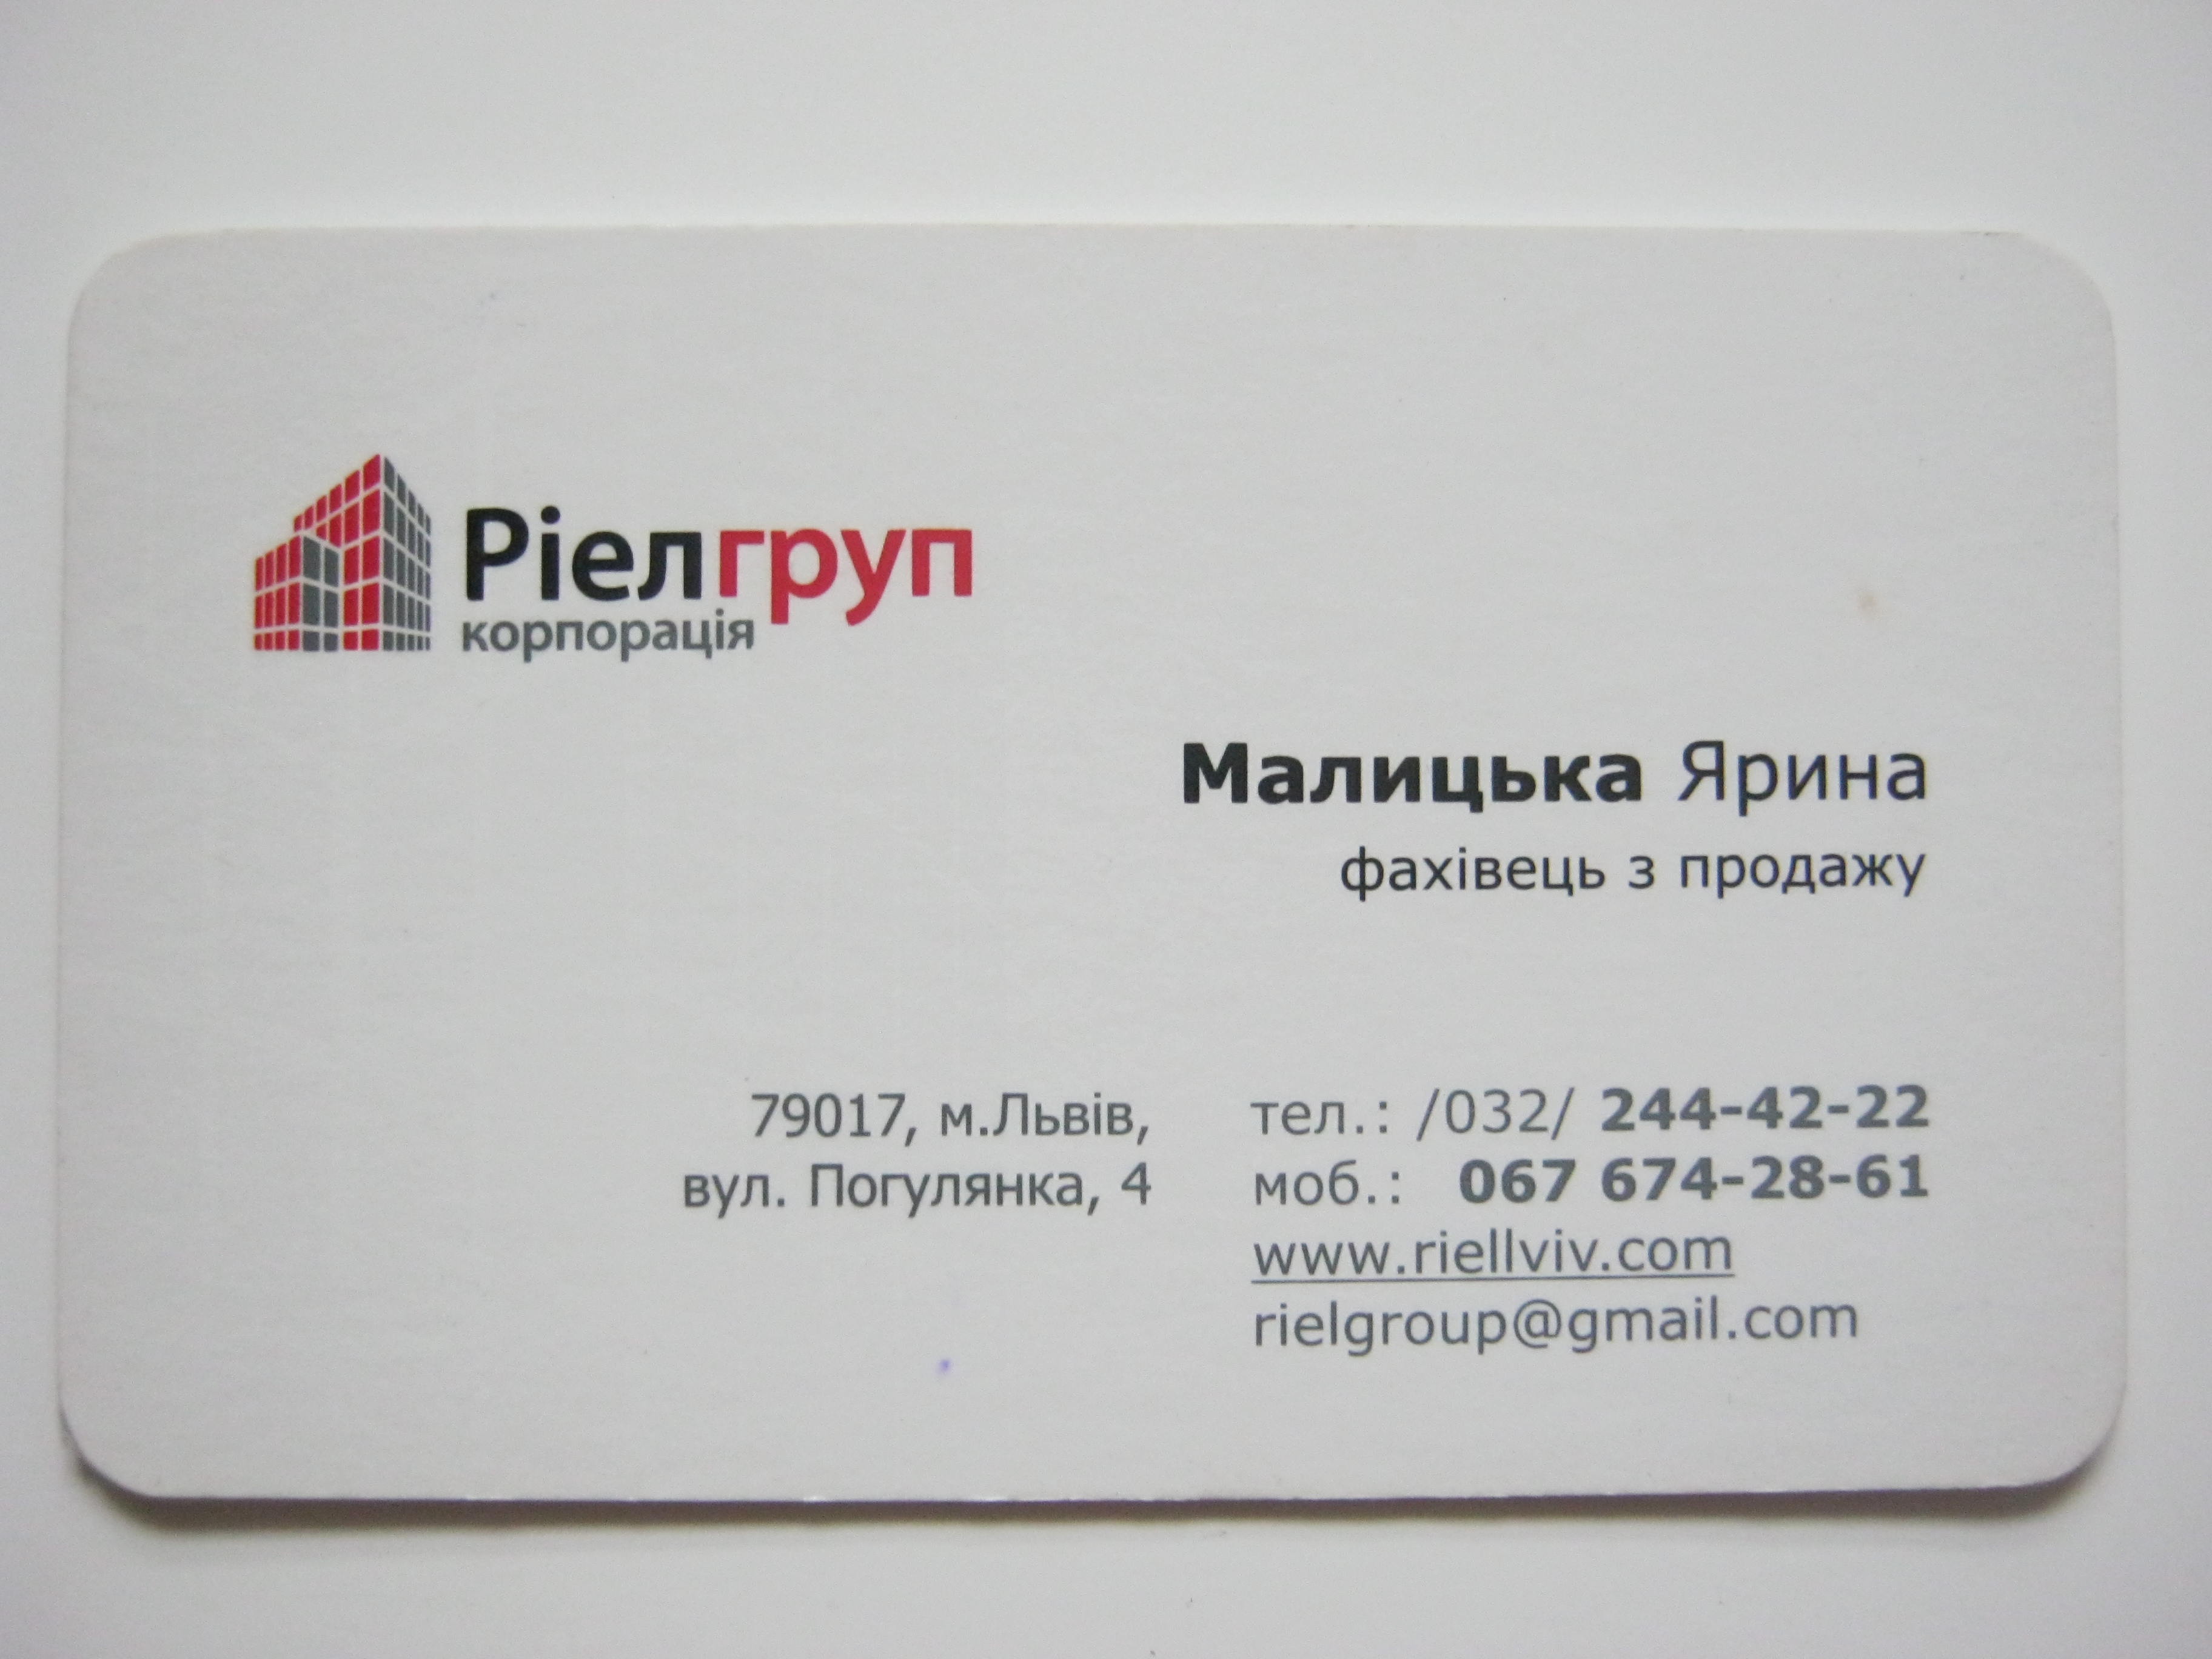 Ріелгруп
корпорація
Малицька Ярина
фахівець з продажу
79017, м.Львів,
вул. Погулянка, 4
тел.: /032/ 244-42-22
моб.: 067 674-28-61
www.riellviv.com
rielgroup@gmail.com